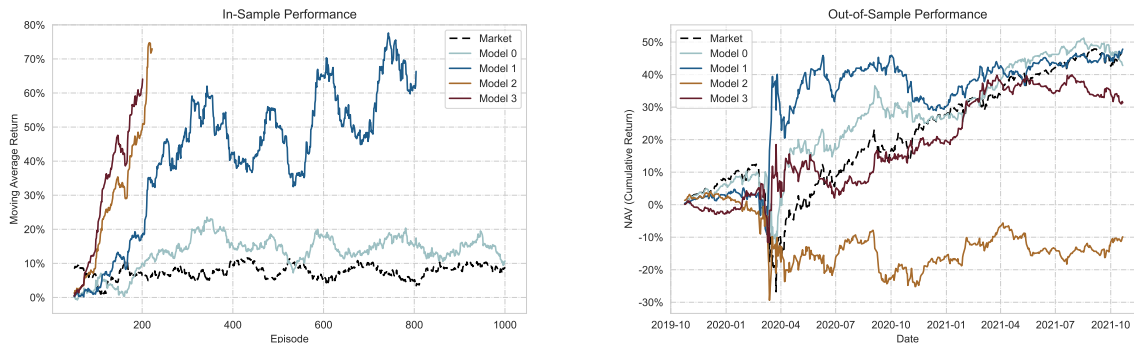 In-Sample Performance
80%
70%
60%
50%
40%
30%
20%
10%
0%
Moving Average Return
Market
Model 0
Model 1
Model 2
Model 3
200
400
600
800
1000
Episode
Out-of-Sample Performance
50%
40%
30%
20%
10%
0%
-10%
-20%
-30%
NAV (Cumulative Return)
Market
Model 0
Model 1
Model 2
Model 3
2019-10
2020-01
2020-04
2020-07
2020-10
2021-01
2021-04
2021-07
2021-10
Date